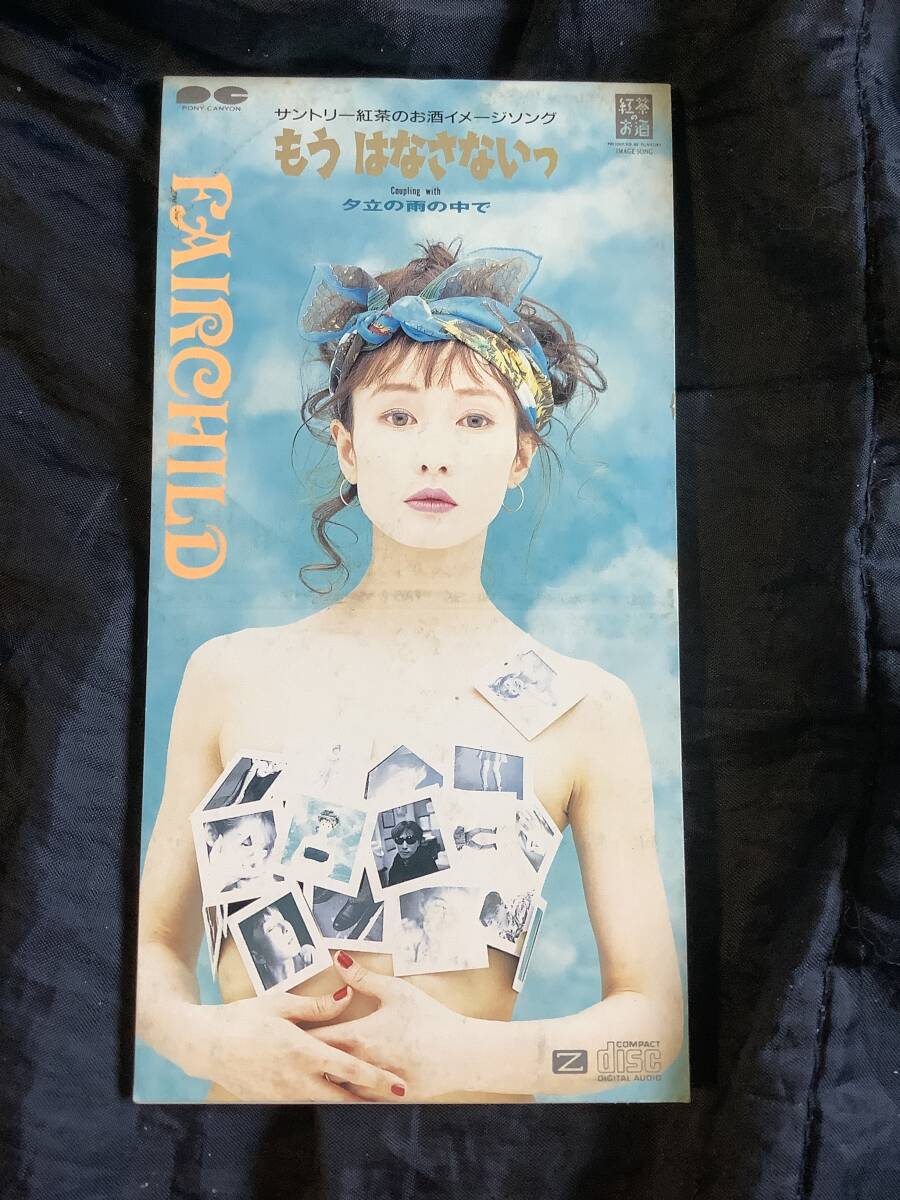 PONY CANYON
サントリー紅茶のお酒イメージソング
もう はなさないっ
Coupling with
夕立の雨の中で
紅茶
の
お酒
IMAGE SONG
FAIRCHILD
Z
COMPACT
disc
DIGITAL AUDIO